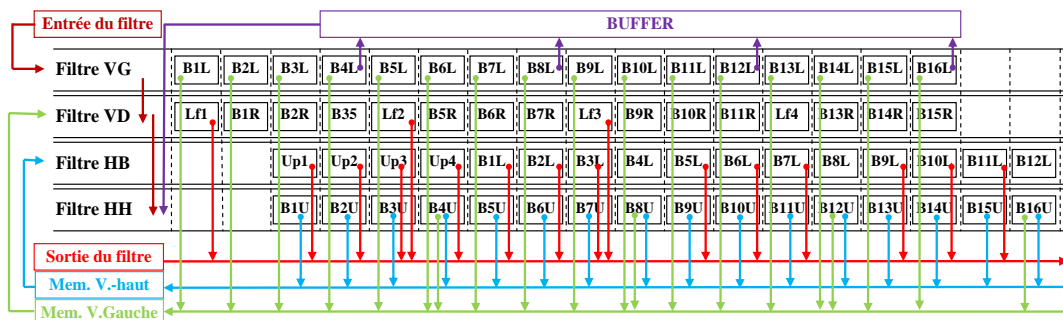 Entrée du filtre BUFFER
Filtre VG B1L B2L B3L B4L B5L B6L B7L B8L B9L B10L B11L B12L B13L B14L B15L B16L
Filtre VD Lf1 B1R B2R B35 Lf2 B5R B6R B7R Lf3 B9R B10R B11R Lf4 B13R B14R B15R
Filtre HB Up1 Up2 Up3 Up4 B1L B2L B3L B4L B5L B6L B7L B8L B9L B10L B11L B12L
Filtre HH B1U B2U B3U B4U B5U B6U B7U B8U B9U B10U B11U B12U B13U B14U B15U B16U
Sortie du filtre
Mem. V.-haut
Mem. V.Gauche